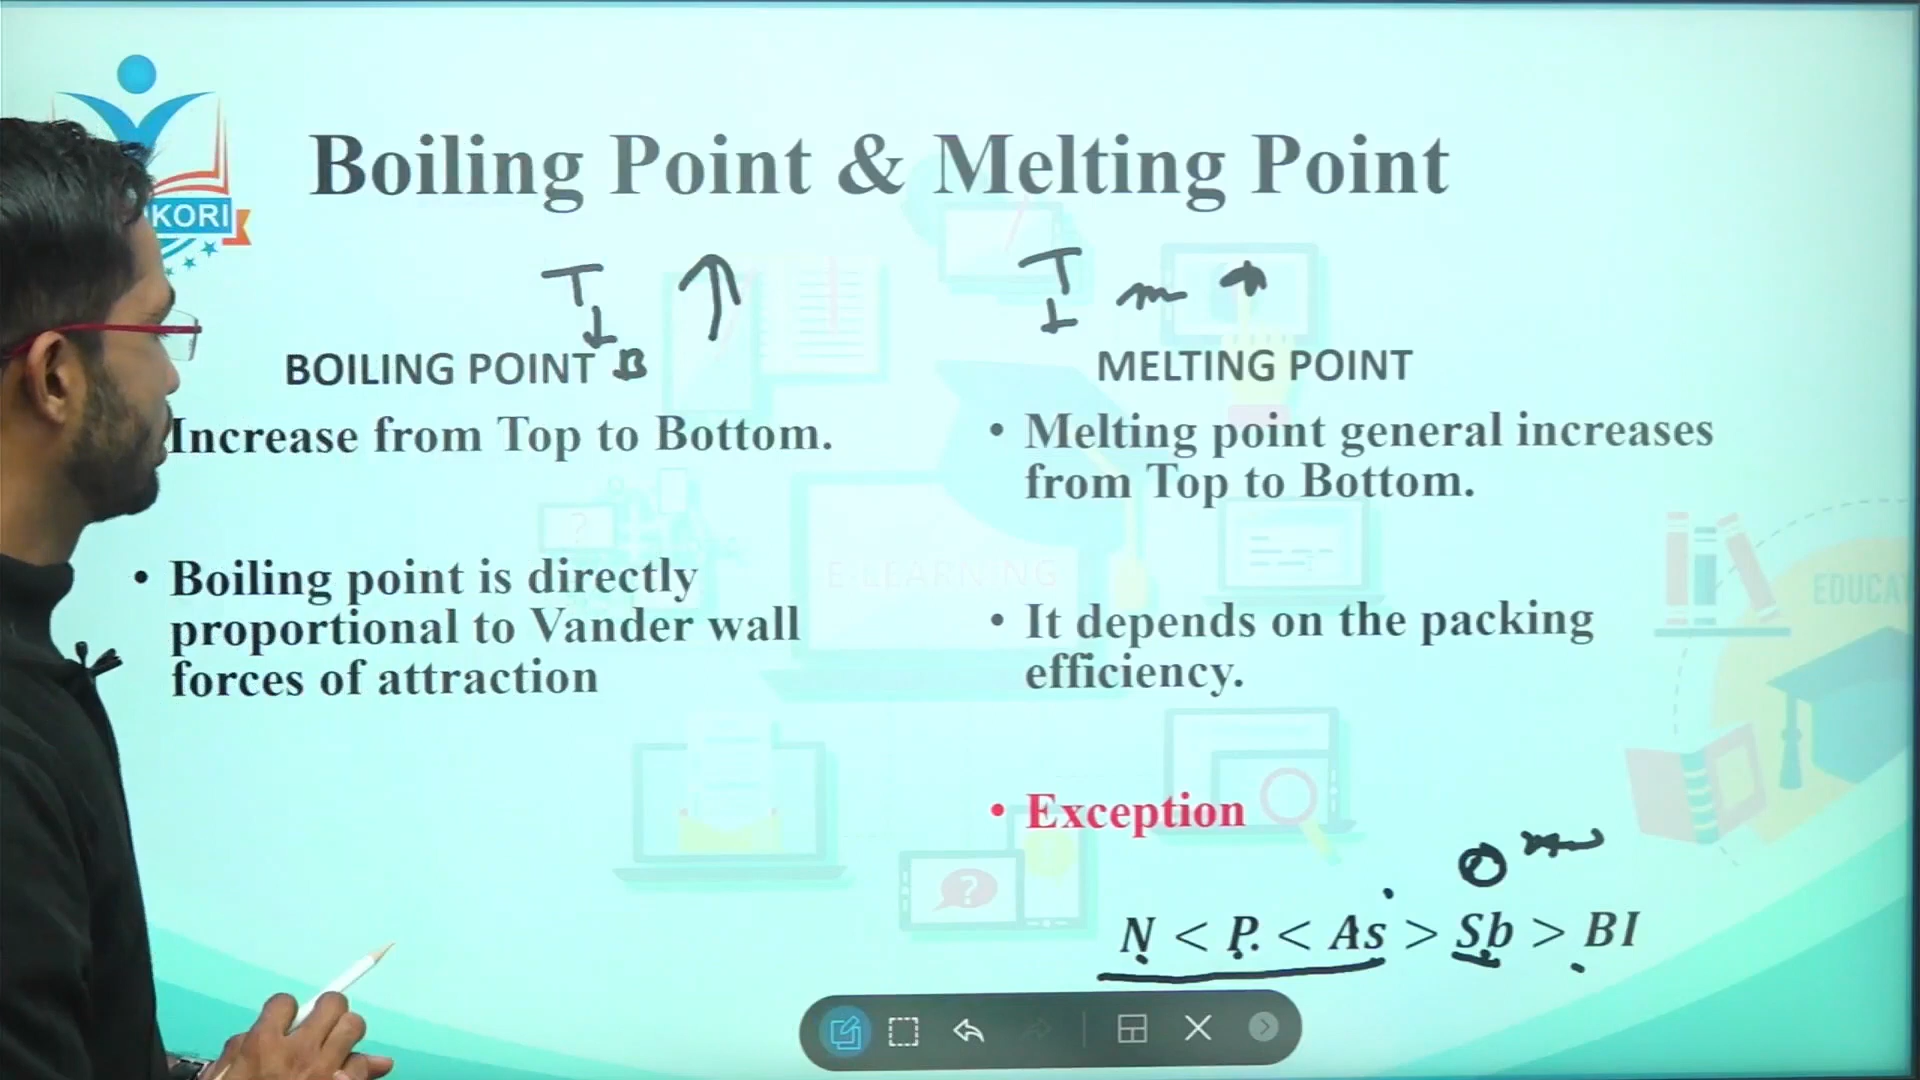 KORI
Boiling Point & Melting Point
T ↑
↓
B
BOILING POINT
Increase from Top to Bottom.
• Boiling point is directly
proportional to Vander wall
forces of attraction
T m ↑
↓
MELTING POINT
• Melting point general increases
from Top to Bottom.
• It depends on the packing
efficiency.
• Exception
N < P. < As > Sb > BI
E-LEARNING
EDUCAT
?
?